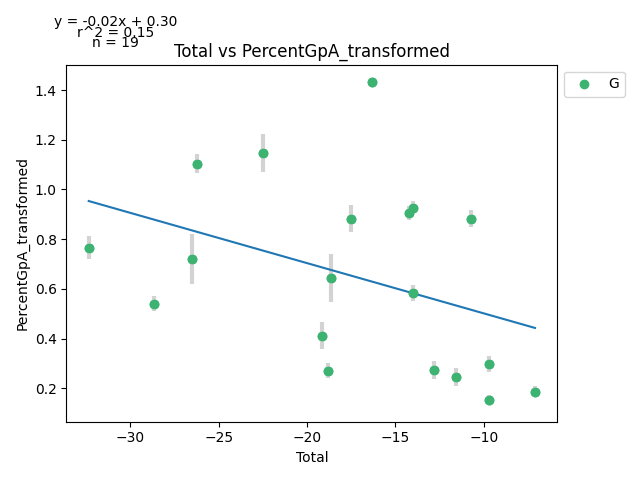 y = -0.02x + 0.30
r^2 = 0.15
n = 19
Total vs PercentGpA_transformed
G
1.4
1.2
1.0
0.8
0.6
0.4
0.2
PercentGpA_transformed
−30
−25
−20
−15
−10
Total